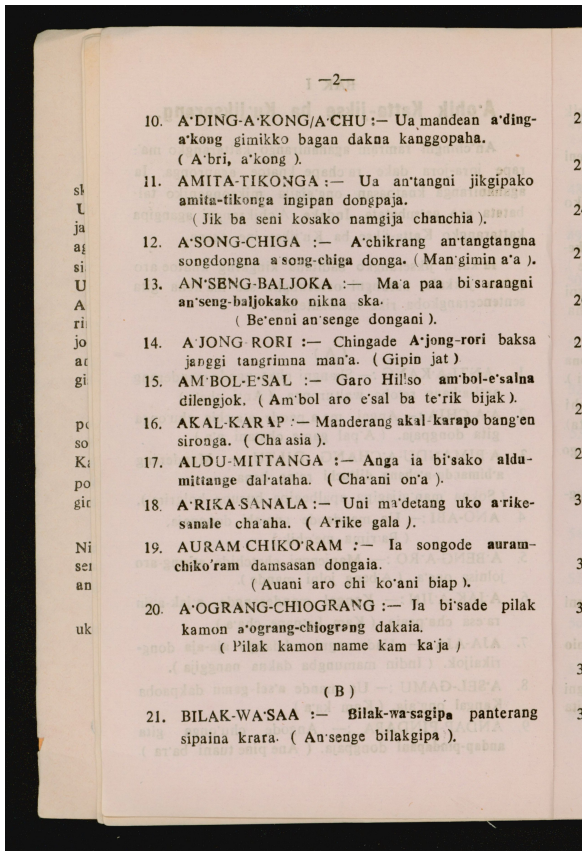 —2—
10. A·DING-A·KONG/A·CHU :— Ua mandean a·ding-
a·kong gimikko bagan dakna kanggopaha.
( A·bri, a·kong ).
11. AMITA-TIKONGA :— Ua an·tangni jikgipako
amita-tikonga ingipan dongpaja.
( Jik ba seni kosako namgija chanchia ).
12. A·SONG-CHIGA :— A·chikrang an·tangtangna
songdongna a song-chiga donga. ( Man·gimin a·a ).
13. AN·SENG-BALJOKA :— Ma·a paa bi·sarangni
an·seng-baljokako nikna ska.
( Be·enni an·senge dongani ).
14. A·JONG RORI :— Chingade A·jong-rori baksa
janggi tangrimna man·a. ( Gipin jat )
15. AM·BOL-E·SAL :— Garo Hil!so am·bol-e·salna
dilengjok. ( Am·bol aro e·sal ba te·rik bijak ).
16. AKAL-KARAP :— Manderang akal-karapo bang·en
sironga. ( Cha·asia ).
17. ALDU-MITTANGA :— Anga ia bi·sako aldu-
mittange dal·ataha. ( Cha·ani on·a ).
18. A·RIKA SANALA :— Uni ma·detang uko a·rike-
sanale cha·aha. ( A·rike gala ).
19. AURAM CHIKO·RAM :— Ia songode auram-
chiko·ram damsasan dongaia.
( Auani aro chi ko·ani biap ).
20. A·OGRANG-CHIOGRANG :— Ia bi·sade pilak
kamon a·ograng-chiograng dakaia.
( Pilak kamon name kam ka·ja )
( B )
21. BILAK-WA·SAA :— Bilak-wa·sagipa panterang
sipaina krara. ( An·senge bilakgipa ).